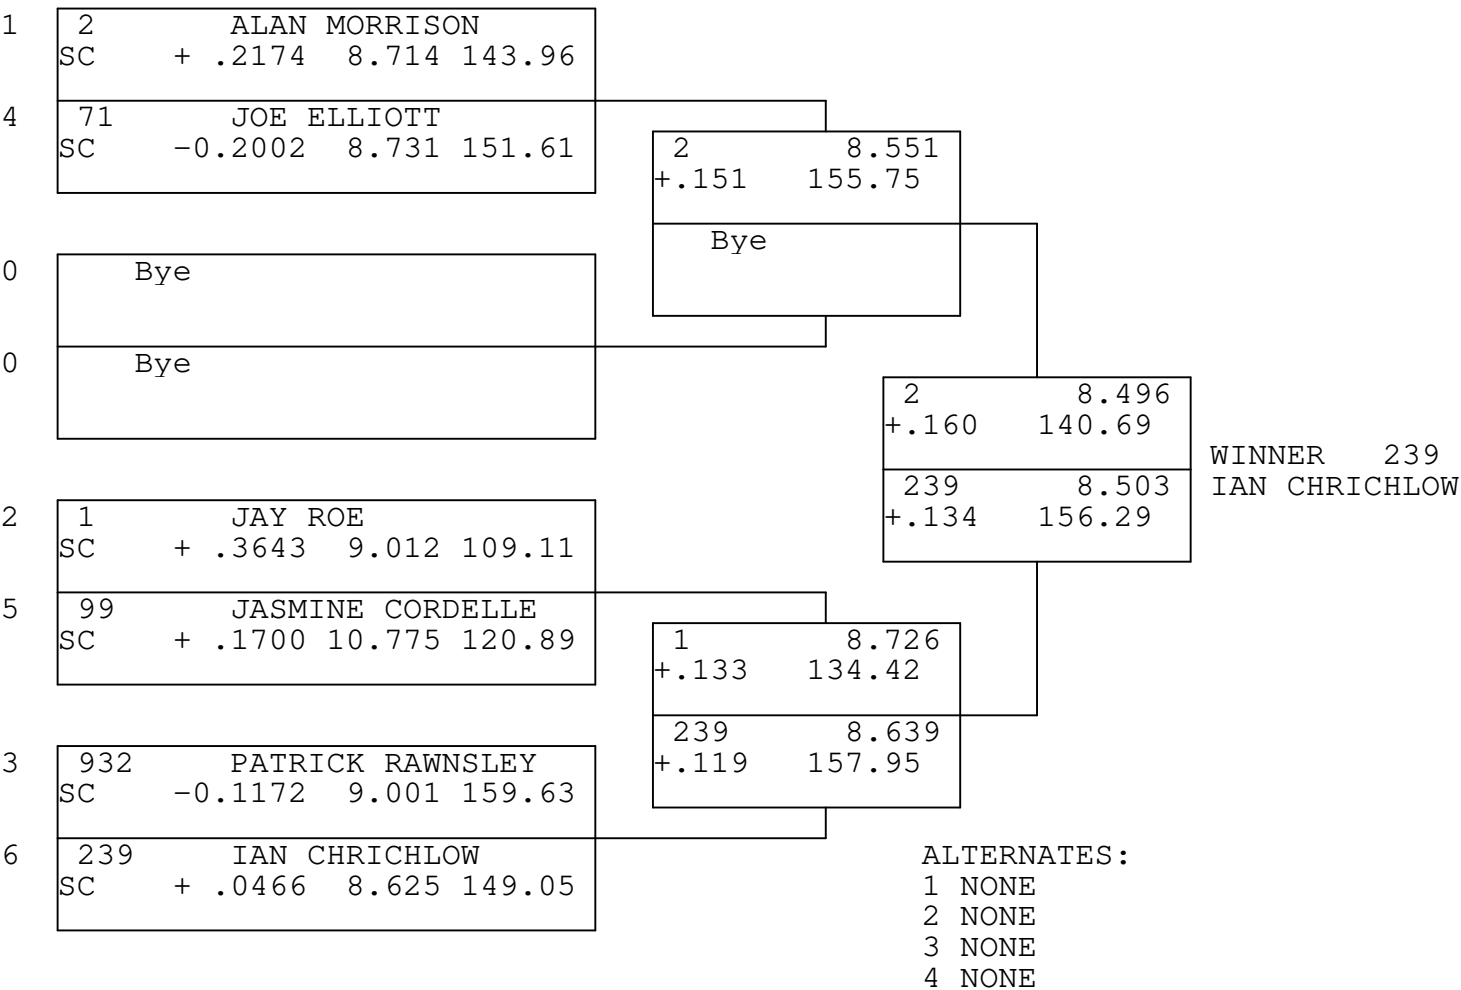 1 2 ALAN MORRISON
SC + .2174 8.714 143.96
4 71 JOE ELLIOTT
SC -0.2002 8.731 151.61
2 8.551
+.151 155.75
Bye
0 Bye
0 Bye
2 8.496
+.160 140.69
WINNER 239
239 8.503 IAN CHRICHLOW
+.134 156.29
2 1 JAY ROE
SC + .3643 9.012 109.11
5 99 JASMINE CORDELLE
SC + .1700 10.775 120.89
1 8.726
+.133 134.42
239 8.639
+.119 157.95
3 932 PATRICK RAWNSLEY
SC -0.1172 9.001 159.63
6 239 IAN CHRICHLOW
SC + .0466 8.625 149.05
ALTERNATES:
1 NONE
2 NONE
3 NONE
4 NONE